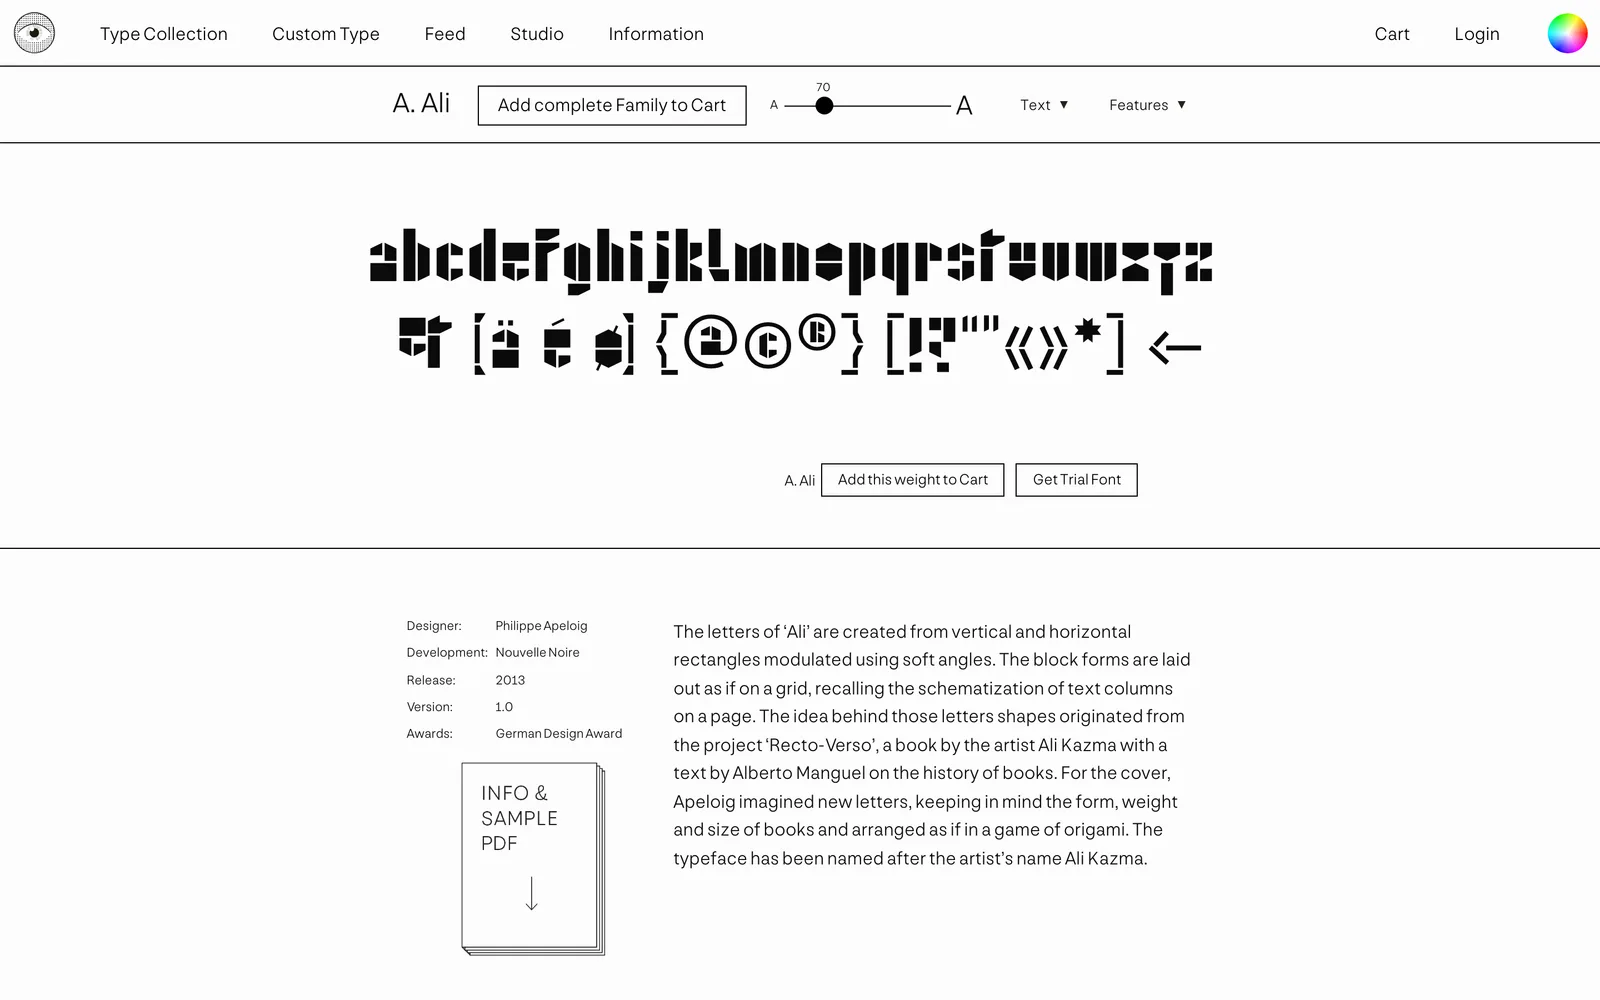 Type Collection Custom Type Feed Studio Information Cart Login
A. Ali Add complete Family to Cart A 70 A Text ▼ Features ▼
abcdefghijklmnopqrstuvwxyz
¶ [ä é ø] {@©®} [!?"'«»*] ←
A. Ali Add this weight to Cart Get Trial Font
Designer: Philippe Apeloig
Development: Nouvelle Noire
Release: 2013
Version: 1.0
Awards: German Design Award
INFO &
SAMPLE
PDF
↓
The letters of ‘Ali’ are created from vertical and horizontal
rectangles modulated using soft angles. The block forms are laid
out as if on a grid, recalling the schematization of text columns
on a page. The idea behind those letters shapes originated from
the project ‘Recto-Verso’, a book by the artist Ali Kazma with a
text by Alberto Manguel on the history of books. For the cover,
Apeloig imagined new letters, keeping in mind the form, weight
and size of books and arranged as if in a game of origami. The
typeface has been named after the artist’s name Ali Kazma.